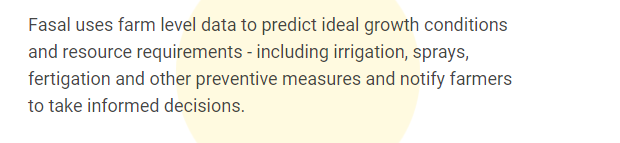 Fasal uses farm level data to predict ideal growth conditions
and resource requirements - including irrigation, sprays,
fertigation and other preventive measures and notify farmers
to take informed decisions.